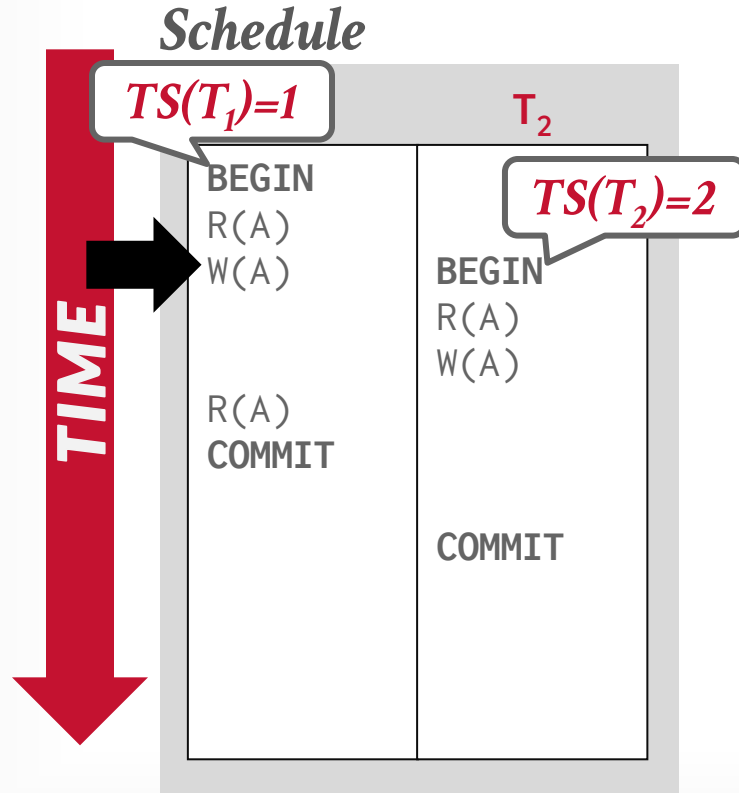 Schedule
TS(T₁)=1
T₂
BEGIN
TS(T₂)=2
R(A)
W(A)
BEGIN
R(A)
W(A)
R(A)
COMMIT
COMMIT
TIME